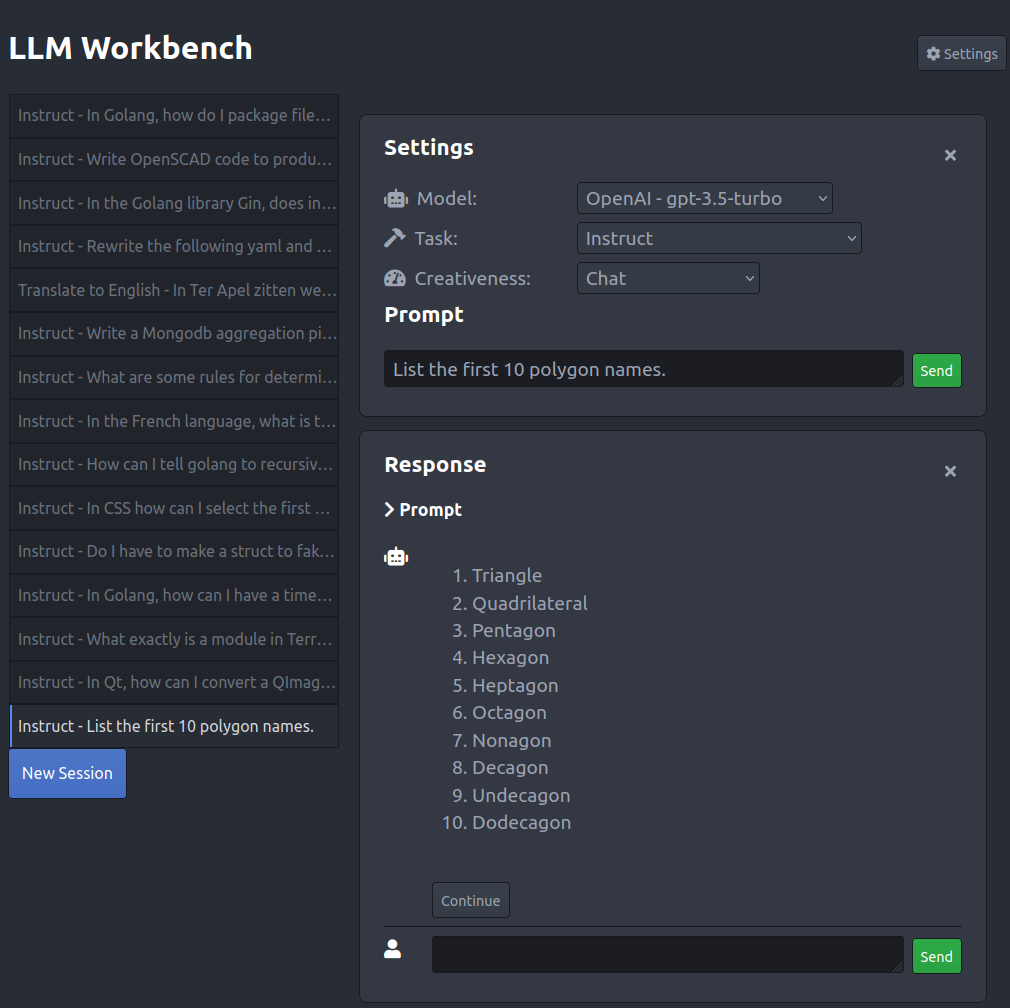 LLM Workbench
Settings
Instruct - In Golang, how do I package file...
Instruct - Write OpenSCAD code to produ...
Instruct - In the Golang library Gin, does in...
Instruct - Rewrite the following yaml and ...
Translate to English - In Ter Apel zitten we...
Instruct - Write a Mongodb aggregation pi...
Instruct - What are some rules for determi...
Instruct - In the French language, what is t...
Instruct - How can I tell golang to recursiv...
Instruct - In CSS how can I select the first ...
Instruct - Do I have to make a struct to fak...
Instruct - In Golang, how can I have a time...
Instruct - What exactly is a module in Terr...
Instruct - In Qt, how can I convert a QImag...
Instruct - List the first 10 polygon names.
New Session
Settings
Model: OpenAI - gpt-3.5-turbo
Task: Instruct
Creativeness: Chat
Prompt
List the first 10 polygon names. Send
Response
Prompt
1. Triangle
2. Quadrilateral
3. Pentagon
4. Hexagon
5. Heptagon
6. Octagon
7. Nonagon
8. Decagon
9. Undecagon
10. Dodecagon
Continue
Send